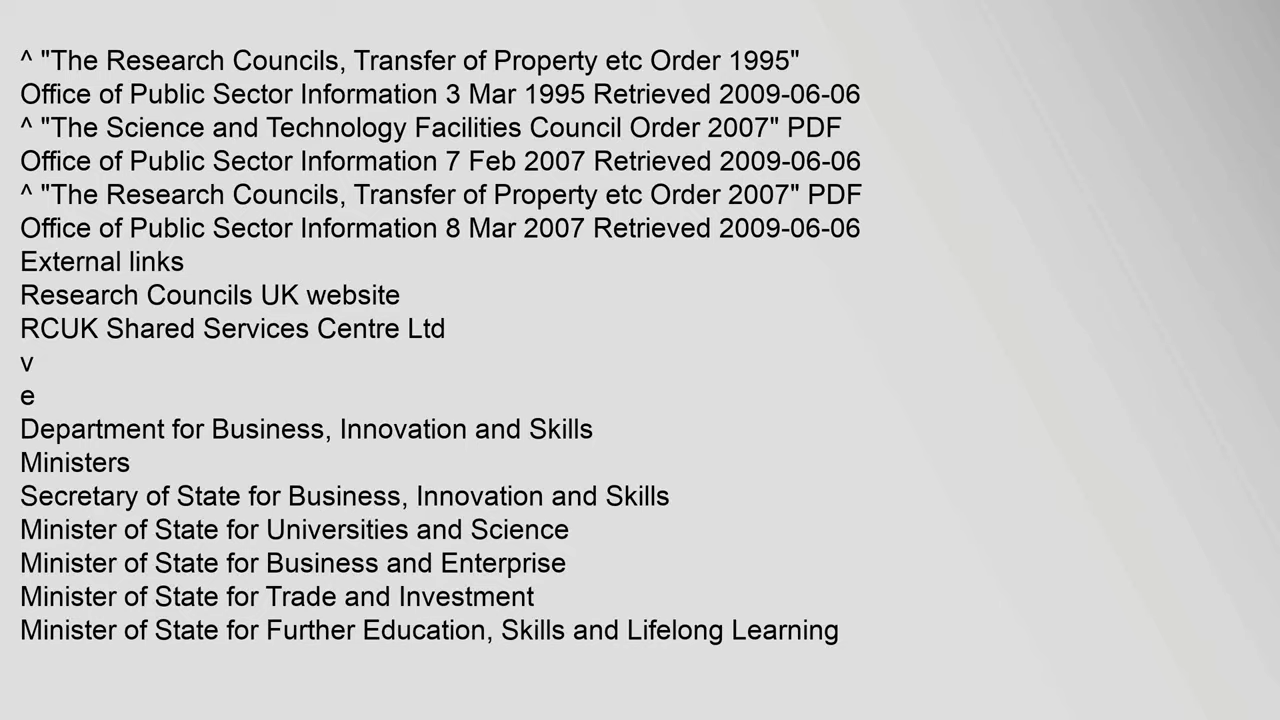 ^ "The Research Councils, Transfer of Property etc Order 1995"
Office of Public Sector Information 3 Mar 1995 Retrieved 2009-06-06
^ "The Science and Technology Facilities Council Order 2007" PDF
Office of Public Sector Information 7 Feb 2007 Retrieved 2009-06-06
^ "The Research Councils, Transfer of Property etc Order 2007" PDF
Office of Public Sector Information 8 Mar 2007 Retrieved 2009-06-06
External links
Research Councils UK website
RCUK Shared Services Centre Ltd
v
e
Department for Business, Innovation and Skills
Ministers
Secretary of State for Business, Innovation and Skills
Minister of State for Universities and Science
Minister of State for Business and Enterprise
Minister of State for Trade and Investment
Minister of State for Further Education, Skills and Lifelong Learning